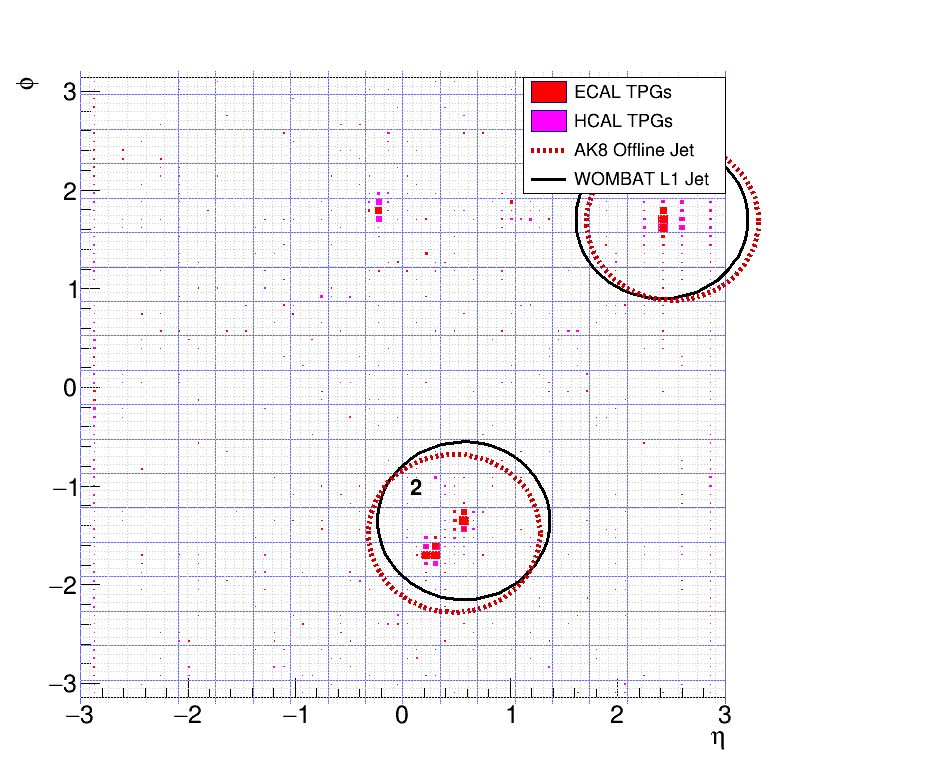 ϕ
3
2
1
0
−1
−2
−3
ECAL TPGs
HCAL TPGs
AK8 Offline Jet
WOMBAT L1 Jet
2
−3 −2 −1 0 1 2 3
η